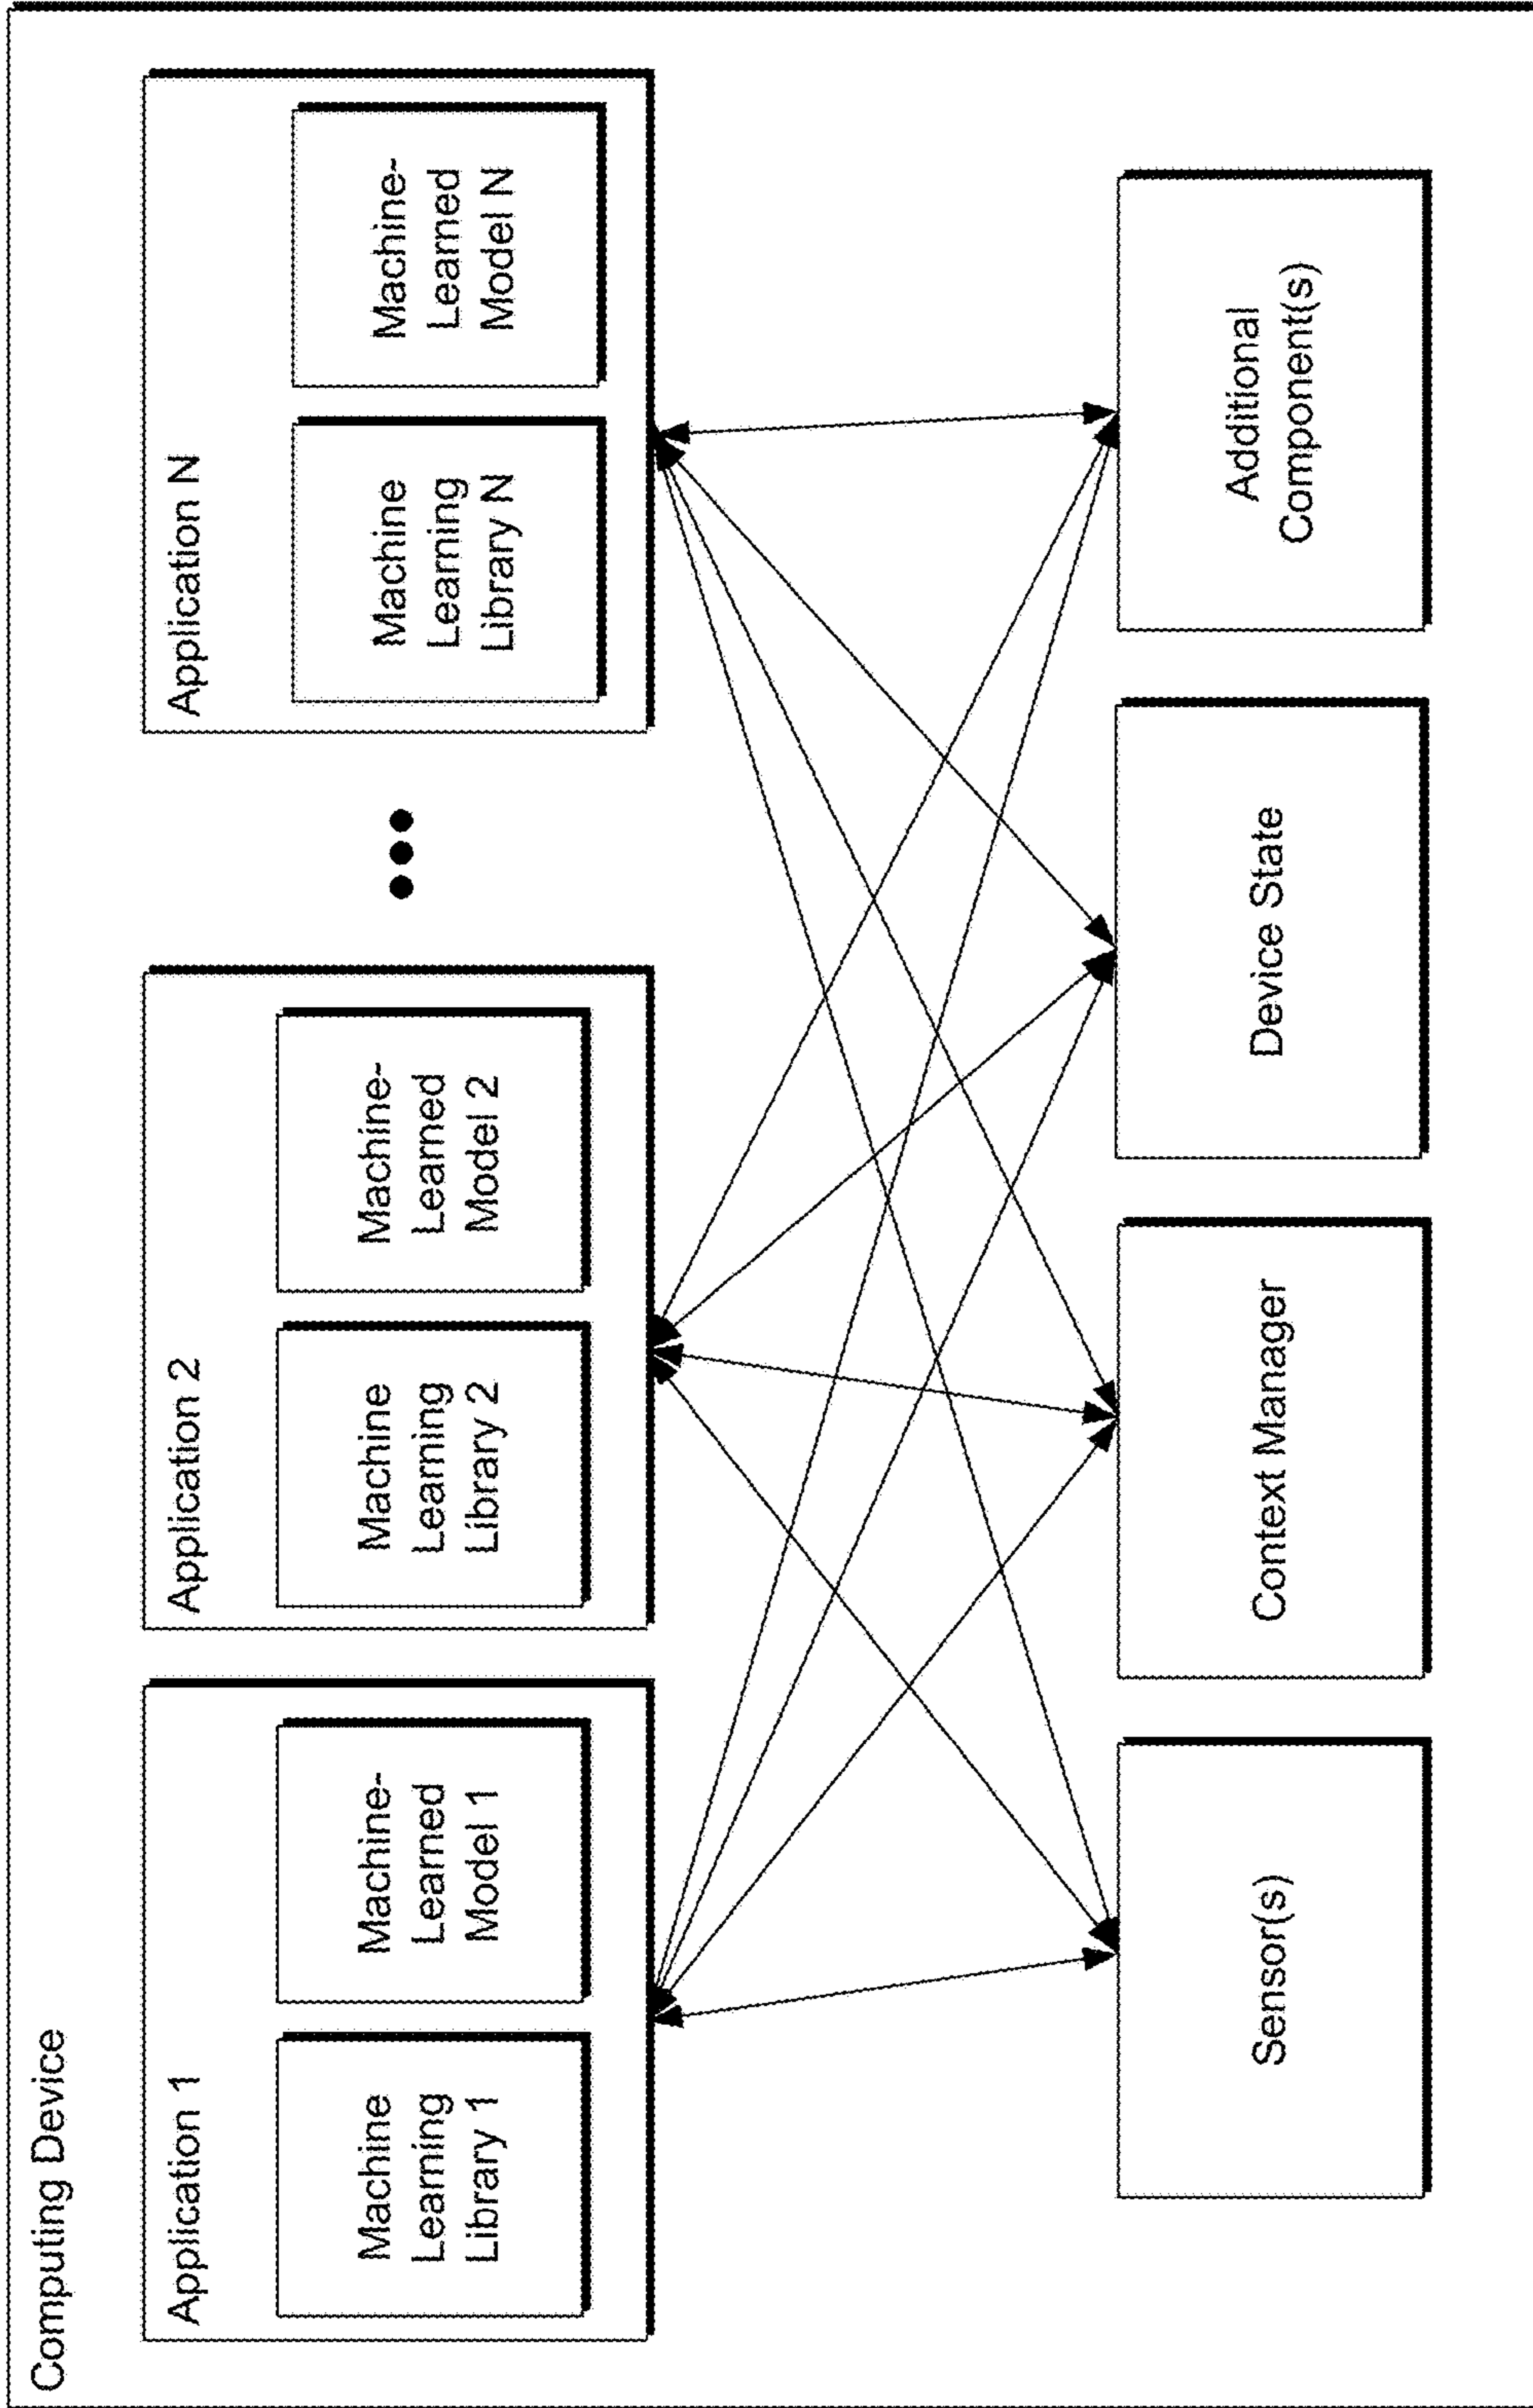 Computing Device
Application 1
Machine
Learning
Library 1
Machine-
Learned
Model 1
Application 2
Machine
Learning
Library 2
Machine-
Learned
Model 2
Application N
Machine
Learning
Library N
Machine-
Learned
Model N
Sensor(s)
Context Manager
Device State
Additional
Component(s)